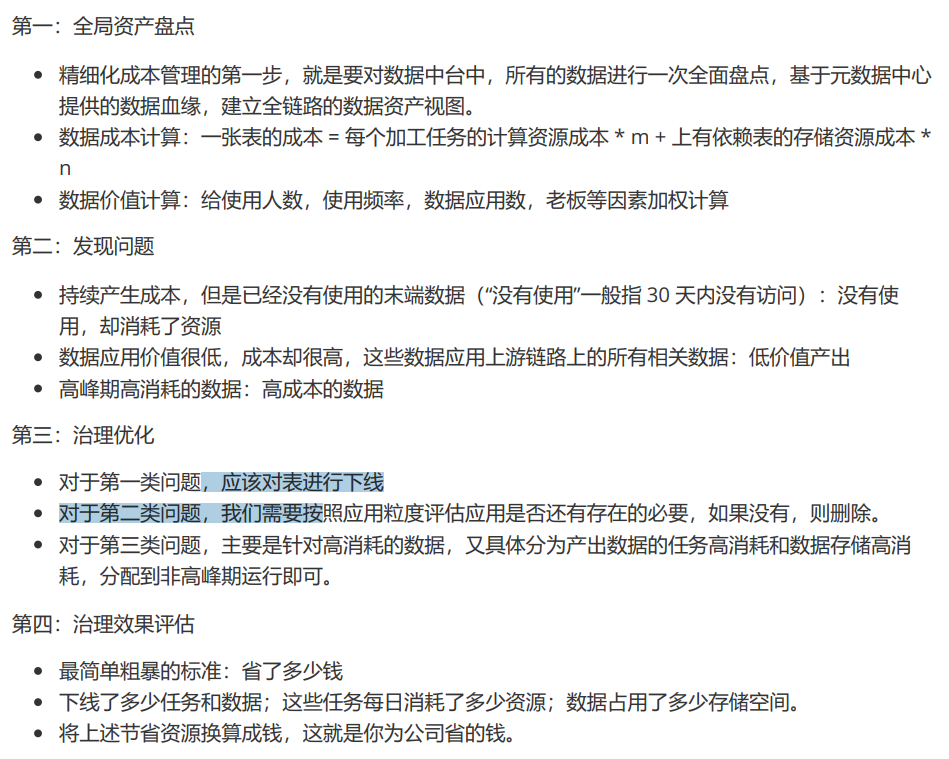 第一：全局资产盘点
精细化成本管理的第一步，就是要对数据中台中，所有的数据进行一次全面盘点，基于元数据中心
提供的数据血缘，建立全链路的数据资产视图。
数据成本计算：一张表的成本 = 每个加工任务的计算资源成本 * m + 上有依赖表的存储资源成本 *
n
数据价值计算：给使用人数，使用频率，数据应用数，老板等因素加权计算
第二：发现问题
持续产生成本，但是已经没有使用的末端数据（“没有使用”一般指 30 天内没有访问）：没有使
用，却消耗了资源
数据应用价值很低，成本却很高，这些数据应用上游链路上的所有相关数据：低价值产出
高峰期高消耗的数据：高成本的数据
第三：治理优化
对于第一类问题，应该对表进行下线
对于第二类问题，我们需要按照应用粒度评估应用是否还有存在的必要，如果没有，则删除。
对于第三类问题，主要是针对高消耗的数据，又具体分为产出数据的任务高消耗和数据存储高消
耗，分配到非高峰期运行即可。
第四：治理效果评估
最简单粗暴的标准：省了多少钱
下线了多少任务和数据；这些任务每日消耗了多少资源；数据占用了多少存储空间。
将上述节省资源换算成钱，这就是你为公司省的钱。